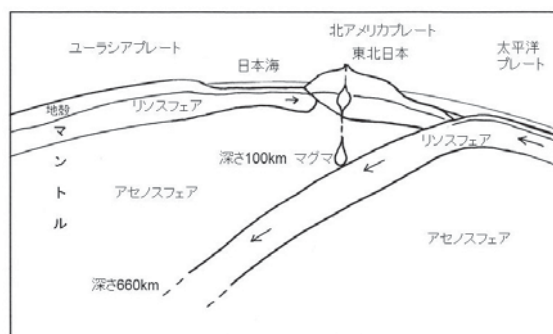 北アメリカプレート
ユーラシアプレート
東北日本
太平洋
プレート
日本海
地殻
リソスフェア
マントル
深さ100km マグマ
リソスフェア
アセノスフェア
アセノスフェア
深さ660km